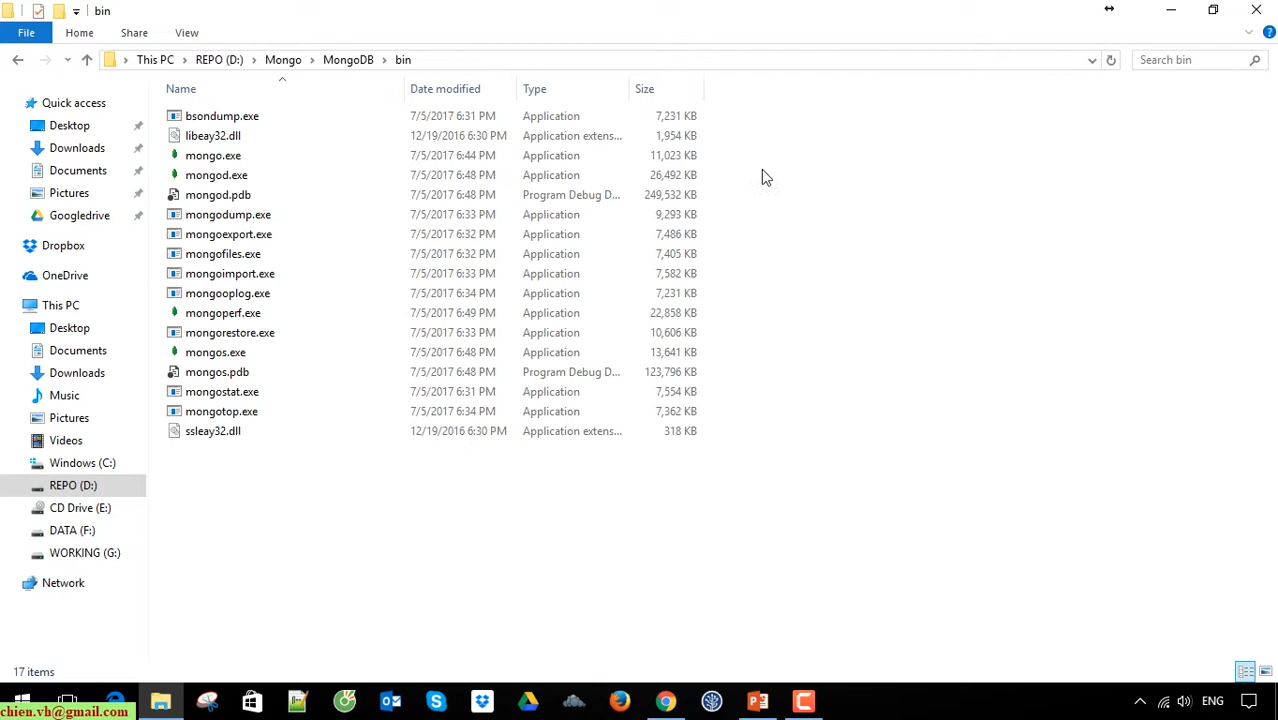 bin
File Home Share View
This PC REPO (D:) Mongo MongoDB bin Search bin
Name Date modified Type Size
Quick access
Desktop
Downloads
Documents
Pictures
Googledrive
Dropbox
OneDrive
This PC
Desktop
Documents
Downloads
Music
Pictures
Videos
Windows (C:)
REPO (D:)
CD Drive (E:)
DATA (F:)
WORKING (G:)
Network
bsondump.exe 7/5/2017 6:31 PM Application 7,231 KB
libeay32.dll 12/19/2016 6:30 PM Application extens... 1,954 KB
mongo.exe 7/5/2017 6:44 PM Application 11,023 KB
mongod.exe 7/5/2017 6:48 PM Application 26,492 KB
mongod.pdb 7/5/2017 6:48 PM Program Debug D... 249,532 KB
mongodump.exe 7/5/2017 6:33 PM Application 9,293 KB
mongoexport.exe 7/5/2017 6:32 PM Application 7,486 KB
mongofiles.exe 7/5/2017 6:32 PM Application 7,405 KB
mongoimport.exe 7/5/2017 6:33 PM Application 7,582 KB
mongooplog.exe 7/5/2017 6:34 PM Application 7,231 KB
mongoperf.exe 7/5/2017 6:49 PM Application 22,858 KB
mongorestore.exe 7/5/2017 6:33 PM Application 10,606 KB
mongos.exe 7/5/2017 6:48 PM Application 13,641 KB
mongos.pdb 7/5/2017 6:48 PM Program Debug D... 123,796 KB
mongostat.exe 7/5/2017 6:31 PM Application 7,554 KB
mongotop.exe 7/5/2017 6:34 PM Application 7,362 KB
ssleay32.dll 12/19/2016 6:30 PM Application extens... 318 KB
17 items
chien.vh@gmail.com
ENG